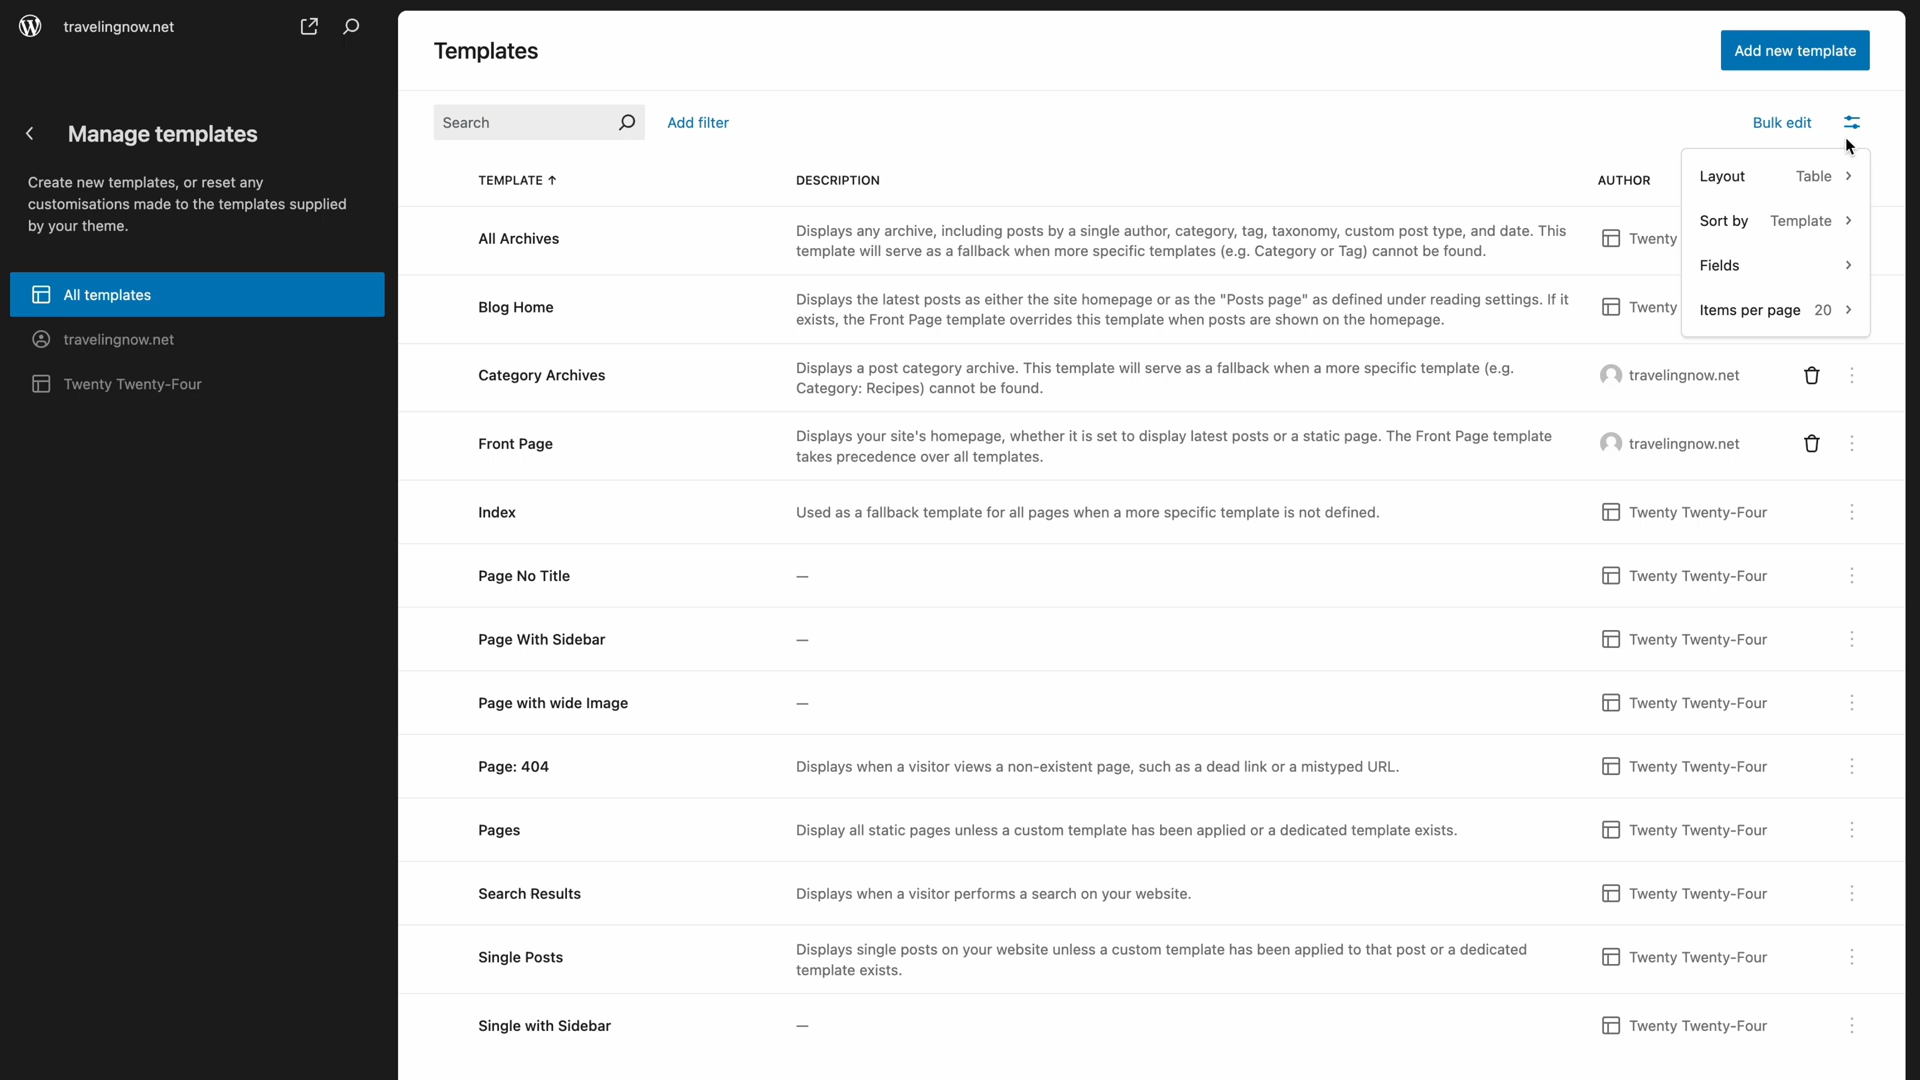 travelingnow.net
Manage templates
Create new templates, or reset any
customisations made to the templates supplied
by your theme.
All templates
travelingnow.net
Twenty Twenty-Four
Templates
Add new template
Search
Add filter
Bulk edit
TEMPLATE ↑ DESCRIPTION AUTHOR
Layout Table
Sort by Template
Fields
Items per page 20
All Archives
Displays any archive, including posts by a single author, category, tag, taxonomy, custom post type, and date. This
template will serve as a fallback when more specific templates (e.g. Category or Tag) cannot be found.
Twenty
Blog Home
Displays the latest posts as either the site homepage or as the "Posts page" as defined under reading settings. If it
exists, the Front Page template overrides this template when posts are shown on the homepage.
Twenty
Category Archives
Displays a post category archive. This template will serve as a fallback when a more specific template (e.g.
Category: Recipes) cannot be found.
travelingnow.net
Front Page
Displays your site's homepage, whether it is set to display latest posts or a static page. The Front Page template
takes precedence over all templates.
travelingnow.net
Index
Used as a fallback template for all pages when a more specific template is not defined.
Twenty Twenty-Four
Page No Title
—
Twenty Twenty-Four
Page With Sidebar
—
Twenty Twenty-Four
Page with wide Image
—
Twenty Twenty-Four
Page: 404
Displays when a visitor views a non-existent page, such as a dead link or a mistyped URL.
Twenty Twenty-Four
Pages
Display all static pages unless a custom template has been applied or a dedicated template exists.
Twenty Twenty-Four
Search Results
Displays when a visitor performs a search on your website.
Twenty Twenty-Four
Single Posts
Displays single posts on your website unless a custom template has been applied to that post or a dedicated
template exists.
Twenty Twenty-Four
Single with Sidebar
—
Twenty Twenty-Four